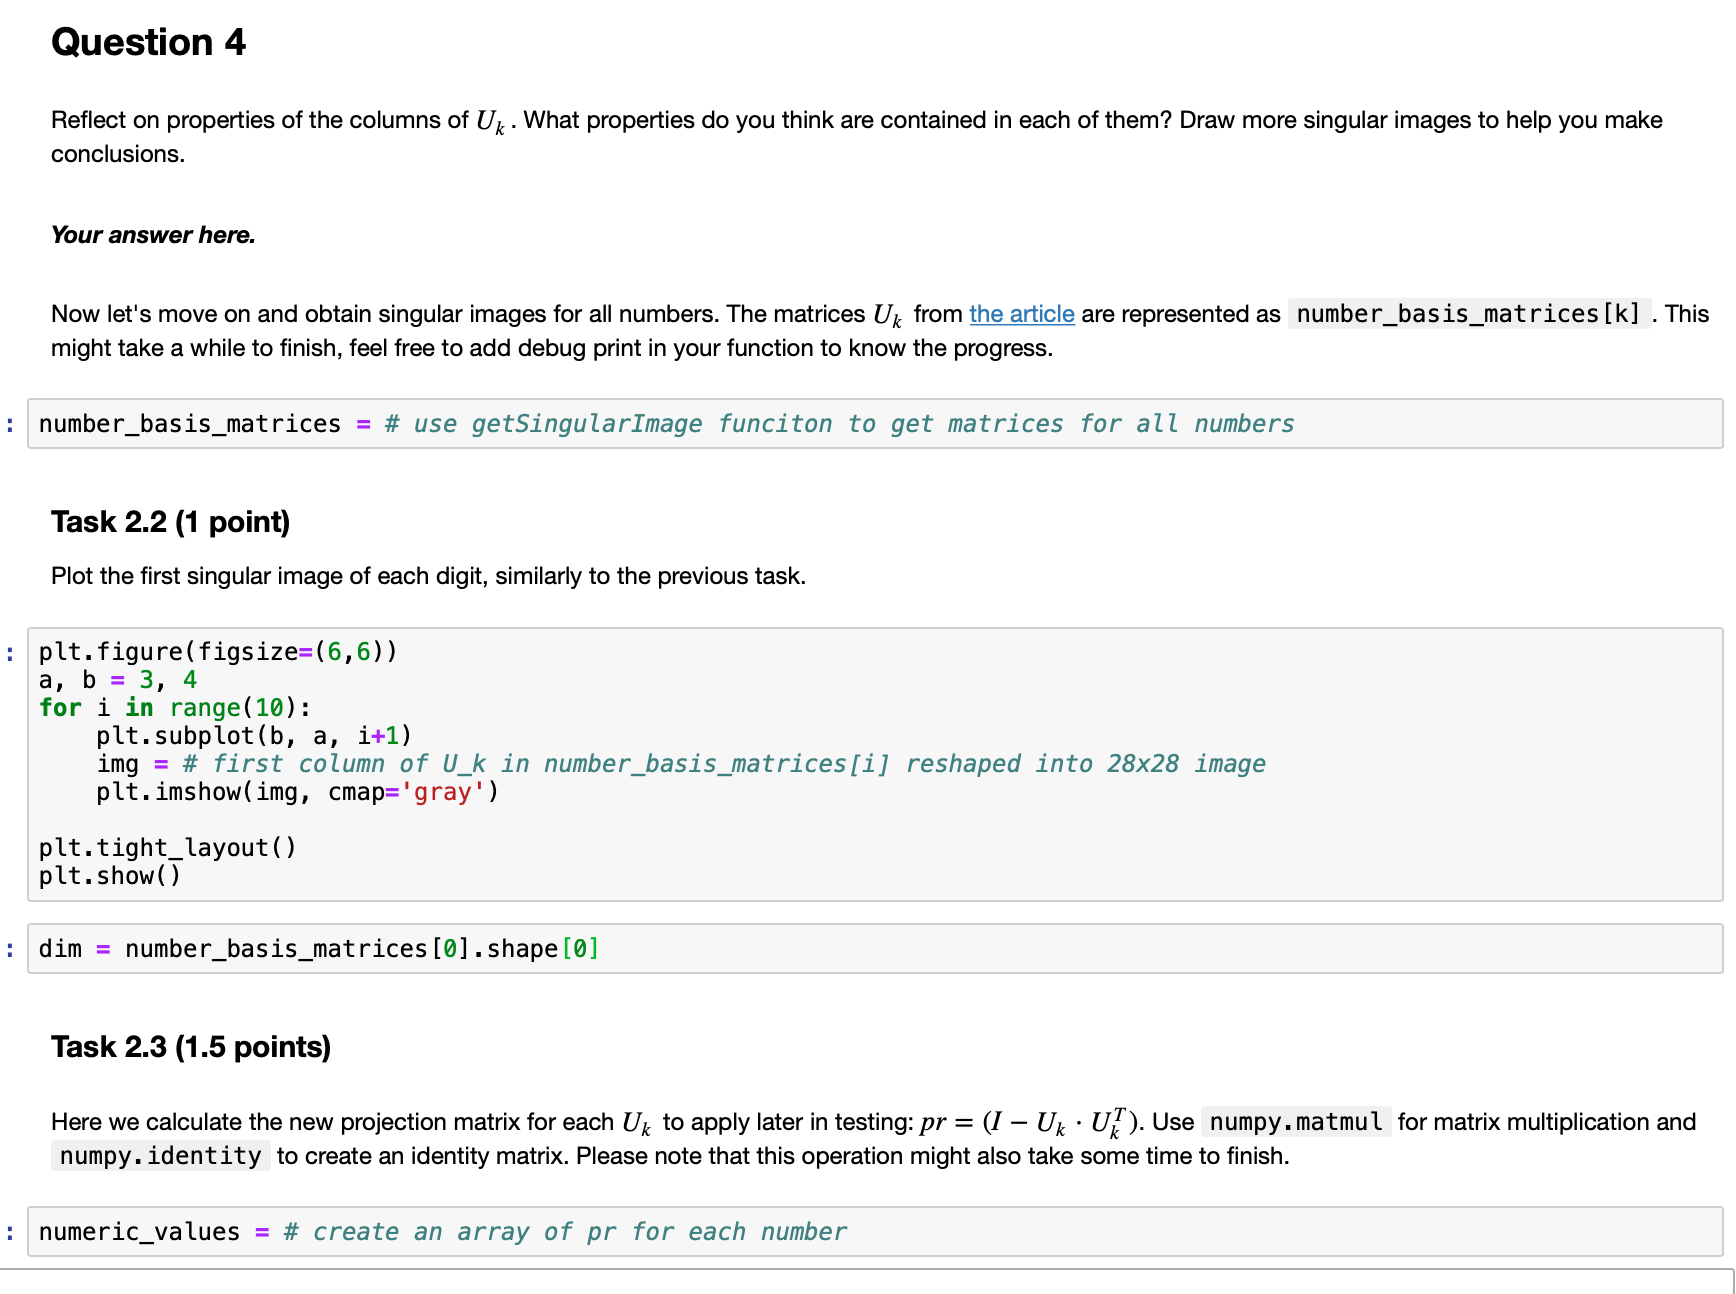 Question 4
Reflect on properties of the columns of U_k . What properties do you think are contained in each of them? Draw more singular images to help you make
conclusions.
Your answer here.
Now let's move on and obtain singular images for all numbers. The matrices U_k from the article are represented as number_basis_matrices[k] . This
might take a while to finish, feel free to add debug print in your function to know the progress.
: number_basis_matrices = # use getSingularImage funciton to get matrices for all numbers
Task 2.2 (1 point)
Plot the first singular image of each digit, similarly to the previous task.
: plt.figure(figsize=(6,6))
a, b = 3, 4
for i in range(10):
    plt.subplot(b, a, i+1)
    img = # first column of U_k in number_basis_matrices[i] reshaped into 28x28 image
    plt.imshow(img, cmap='gray')
plt.tight_layout()
plt.show()
: dim = number_basis_matrices[0].shape[0]
Task 2.3 (1.5 points)
Here we calculate the new projection matrix for each U_k to apply later in testing: pr = (I − U_k · U_k^T). Use numpy.matmul for matrix multiplication and
numpy.identity to create an identity matrix. Please note that this operation might also take some time to finish.
: numeric_values = # create an array of pr for each number